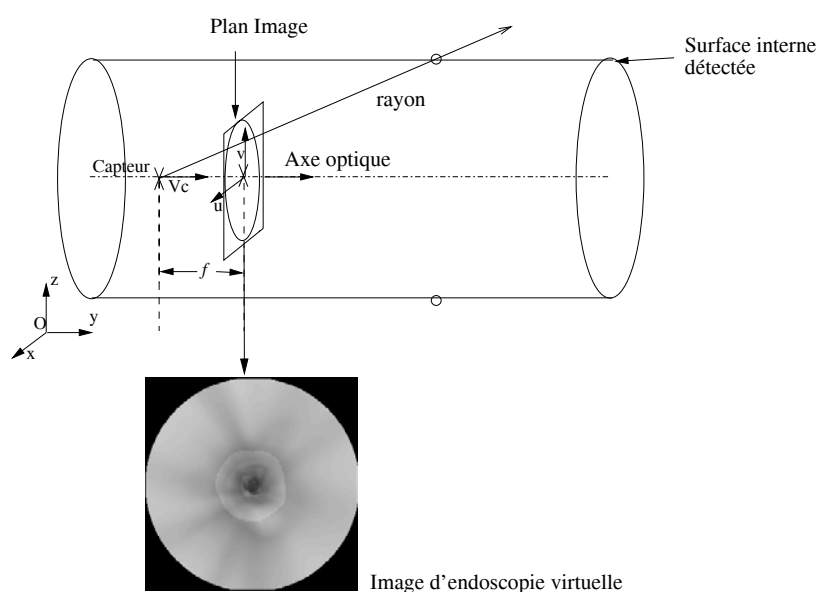 Plan Image
Surface interne
détectée
rayon
Capteur
v
Axe optique
Vc
u
f
z
O
y
x
Image d'endoscopie virtuelle